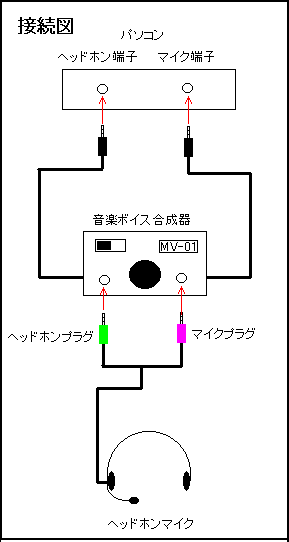 接続図
パソコン
ヘッドホン端子 マイク端子
音楽ボイス合成器
MV-01
ヘッドホンプラグ マイクプラグ
ヘッドホンマイク